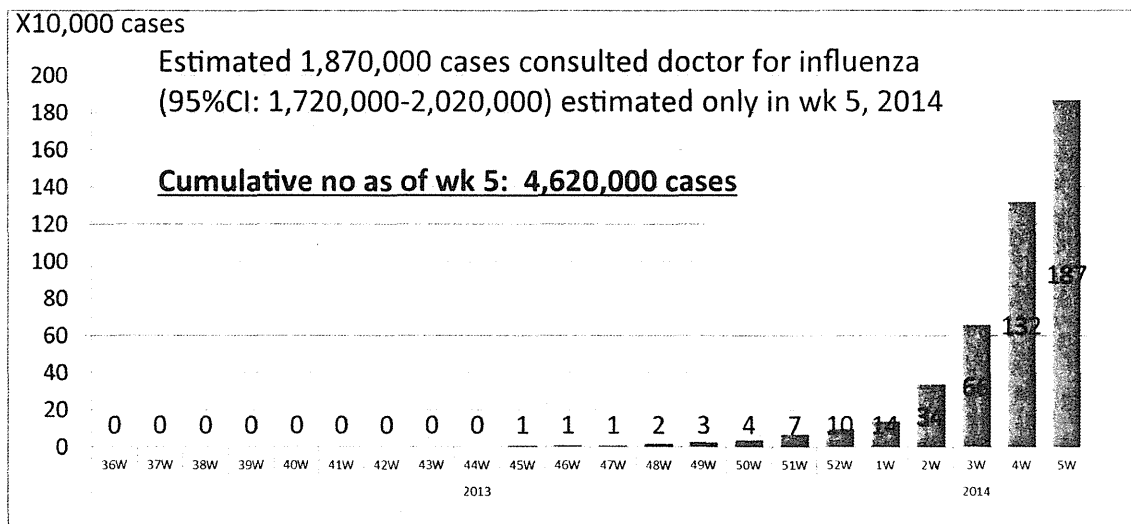 X10,000 cases
Estimated 1,870,000 cases consulted doctor for influenza
(95%CI: 1,720,000-2,020,000) estimated only in wk 5, 2014
Cumulative no as of wk 5: 4,620,000 cases
200
180
160
140
120
100
80
60
40
20
0
0 0 0 0 0 0 0 0 0 1 1 1 2 3 4 7 10 14 34 66 132 187
36W 37W 38W 39W 40W 41W 42W 43W 44W 45W 46W 47W 48W 49W 50W 51W 52W 1W 2W 3W 4W 5W
2013 2014